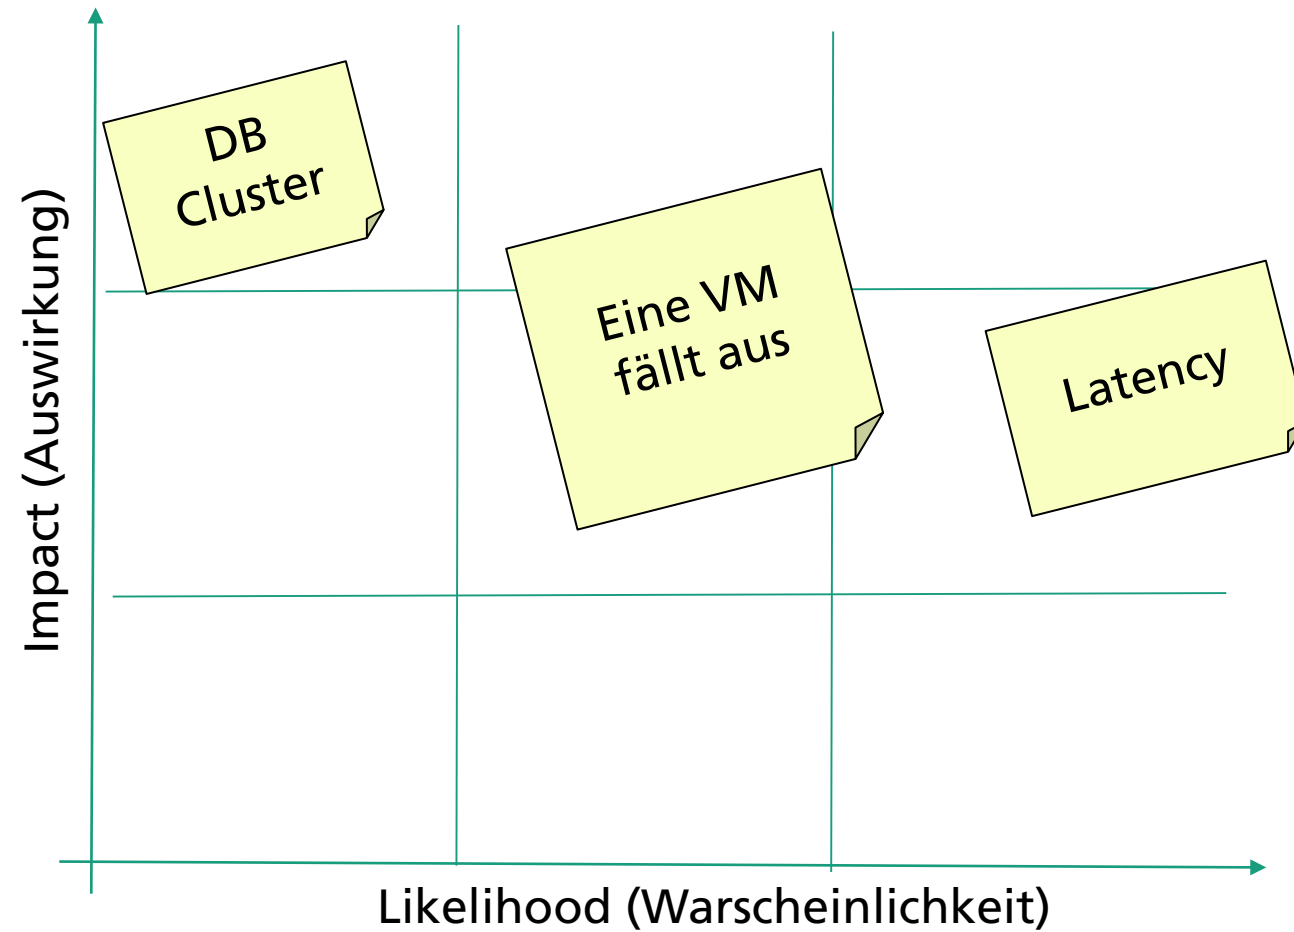 DB
Cluster
Eine VM
fällt aus
Latency
Impact (Auswirkung)
Likelihood (Warscheinlichkeit)